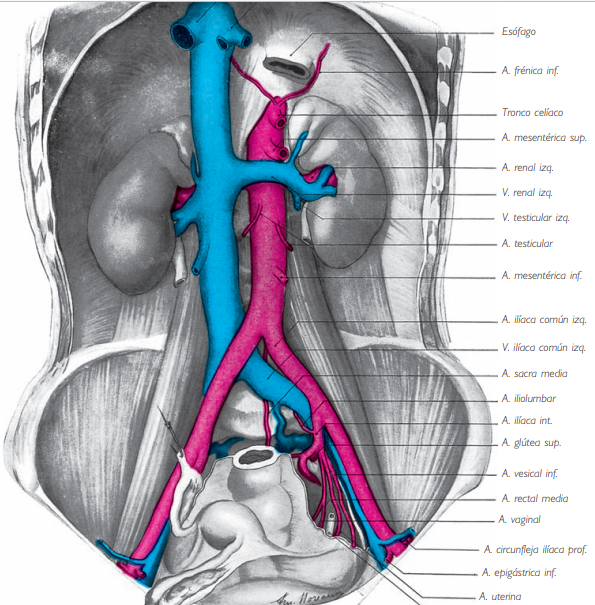 Esófago
A. frénica inf.
Tronco celíaco
A. mesentérica sup.
A. renal izq.
V. renal izq.
V. testicular izq.
A. testicular
A. mesentérica inf.
A. ilíaca común izq.
V. ilíaca común izq.
A. sacra media
A. iliolumbar
A. ilíaca int.
A. glútea sup.
A. vesical inf.
A. rectal media
A. vaginal
A. circunfleja ilíaca prof.
A. epigástrica inf.
A. uterina